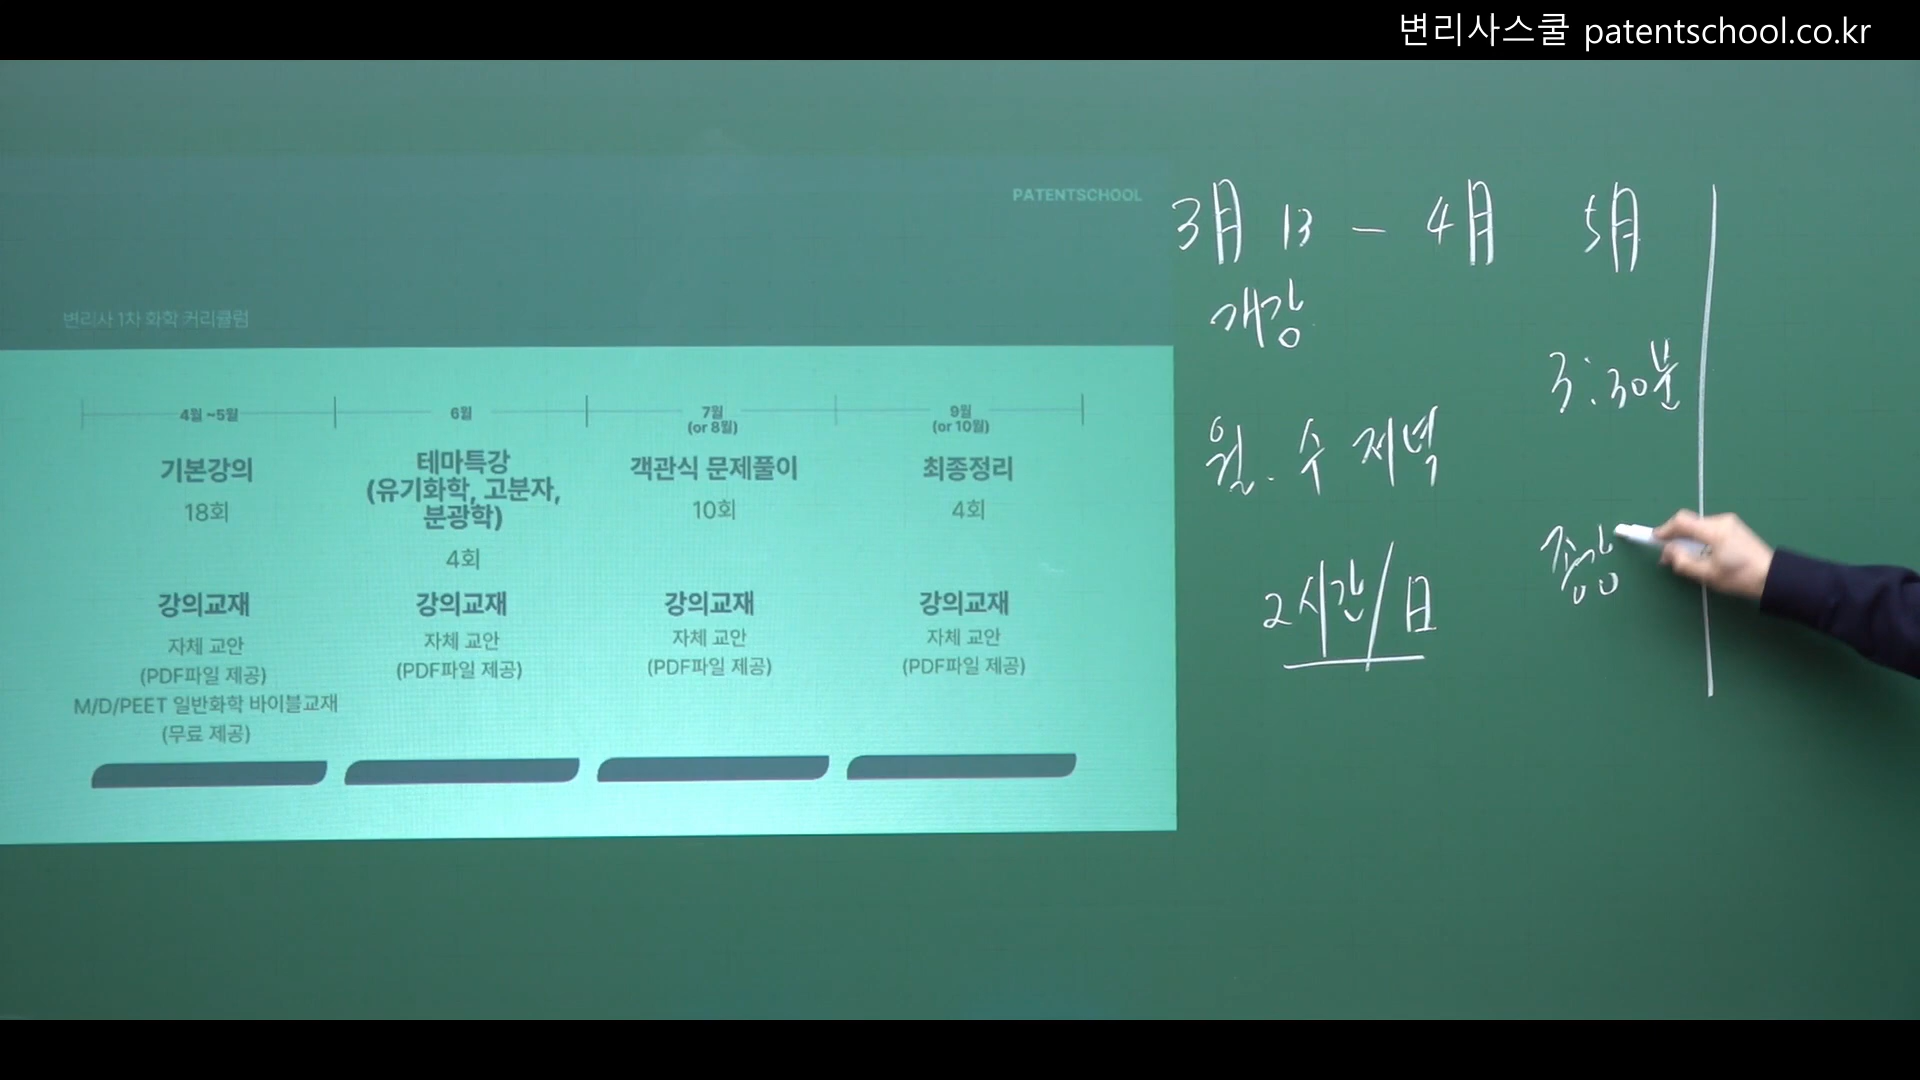 변리사스쿨 patentschool.co.kr
PATENTSCHOOL
변리사 1차 화학 커리큘럼
4월 ~5월
기본강의
18회
강의교재
자체 교안
(PDF파일 제공)
M/D/PEET 일반화학 바이블교재
(무료 제공)
6월
테마특강
(유기화학, 고분자,
분광학)
4회
강의교재
자체 교안
(PDF파일 제공)
7월
(or 8월)
객관식 문제풀이
10회
강의교재
자체 교안
(PDF파일 제공)
9월
(or 10월)
최종정리
4회
강의교재
자체 교안
(PDF파일 제공)
3月 13 - 4月 5月
개강
3:30분
월.수 저녁
종강
2시간/日